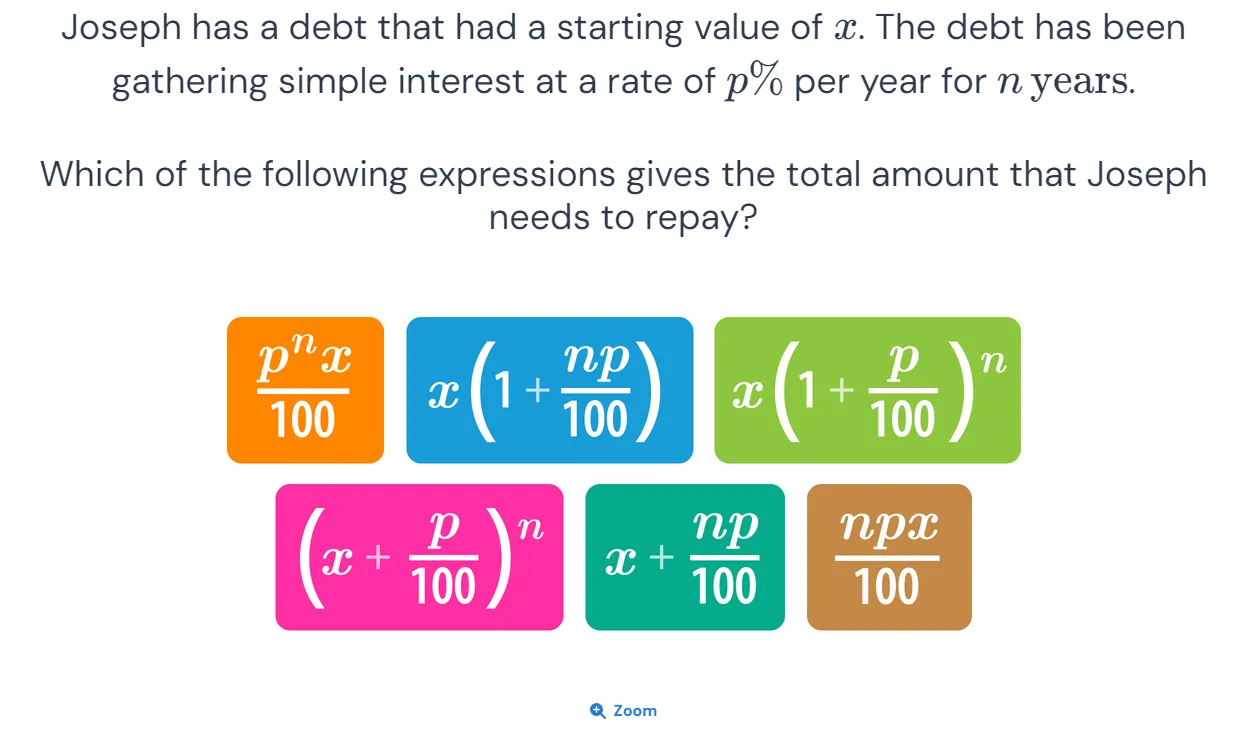 Joseph has a debt that had a starting value of $x$. The debt has been
gathering simple interest at a rate of $p\%$ per year for $n$ years.
Which of the following expressions gives the total amount that Joseph
needs to repay?
$\frac{p^n x}{100}$ $x\left(1 + \frac{np}{100}\right)$ $x\left(1 + \frac{p}{100}\right)^n$
$\left(x + \frac{p}{100}\right)^n$ $x + \frac{np}{100}$ $\frac{npx}{100}$
Zoom